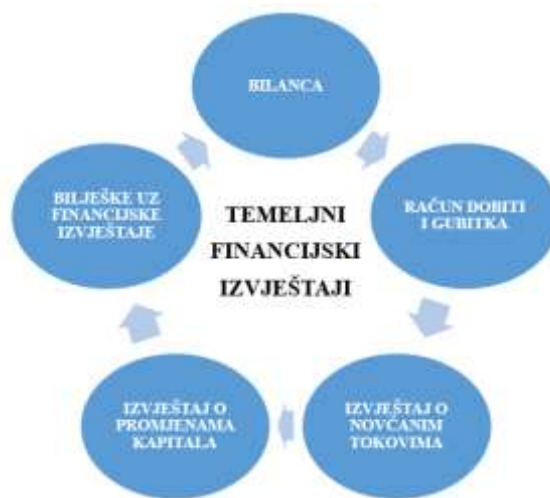 BILANCA
RAČUN DOBITI
I GUBITKA
IZVJEŠTAJ O
NOVČANIM
TOKOVIMA
IZVJEŠTAJ O
PROMJENAMA
KAPITALA
BILJEŠKE UZ
FINANCIJSKE
IZVJEŠTAJE
TEMELJNI
FINANCIJSKI
IZVJEŠTAJI